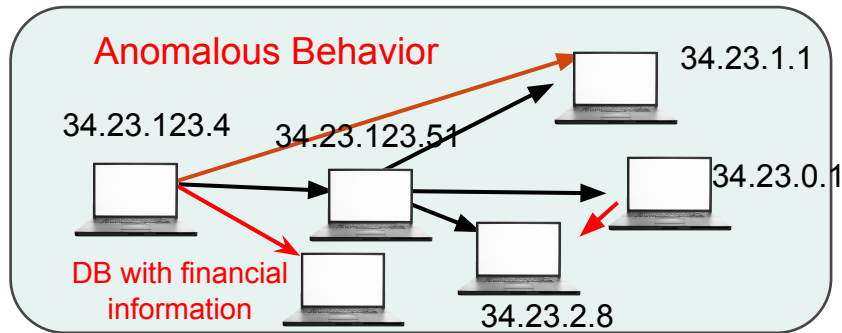 Anomalous Behavior
34.23.1.1
34.23.123.4
34.23.123.51
34.23.0.1
DB with financial
information
34.23.2.8